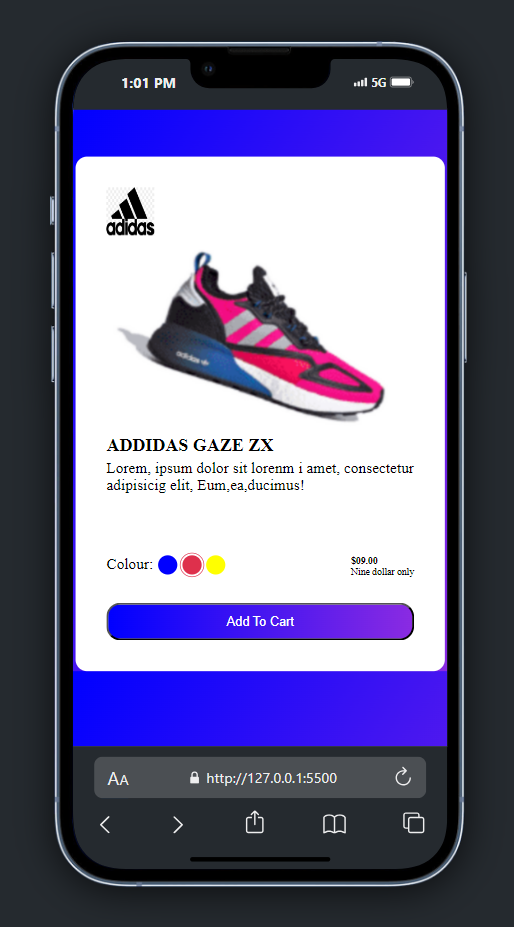 1:01 PM
5G
adidas
adidas
ADDIDAS GAZE ZX
Lorem, ipsum dolor sit lorenm i amet, consectetur
adipisicig elit, Eum,ea,ducimus!
Colour:
$09.00
Nine dollar only
Add To Cart
AA
http://127.0.0.1:5500